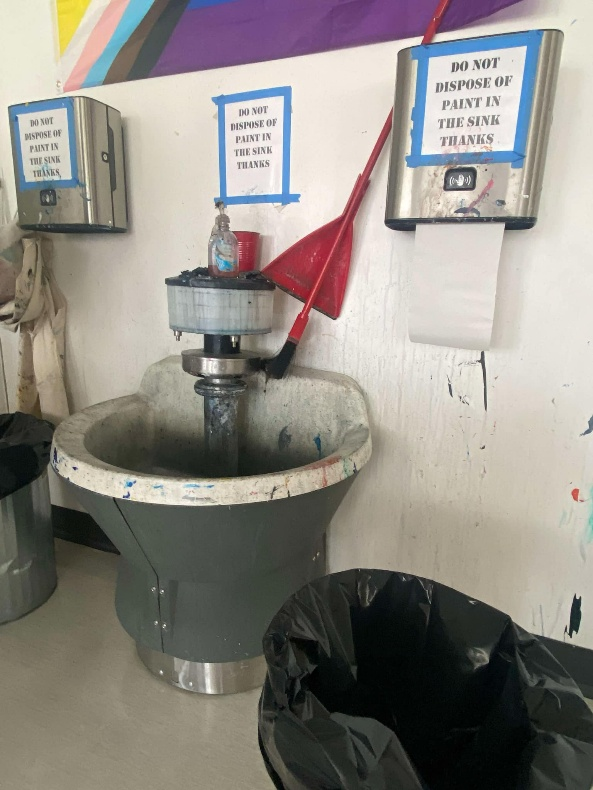 DO NOT
DISPOSE OF
PAINT IN
THE SINK
THANKS
DO NOT
DISPOSE OF
PAINT IN
THE SINK
THANKS
DO NOT
DISPOSE OF
PAINT IN
THE SINK
THANKS